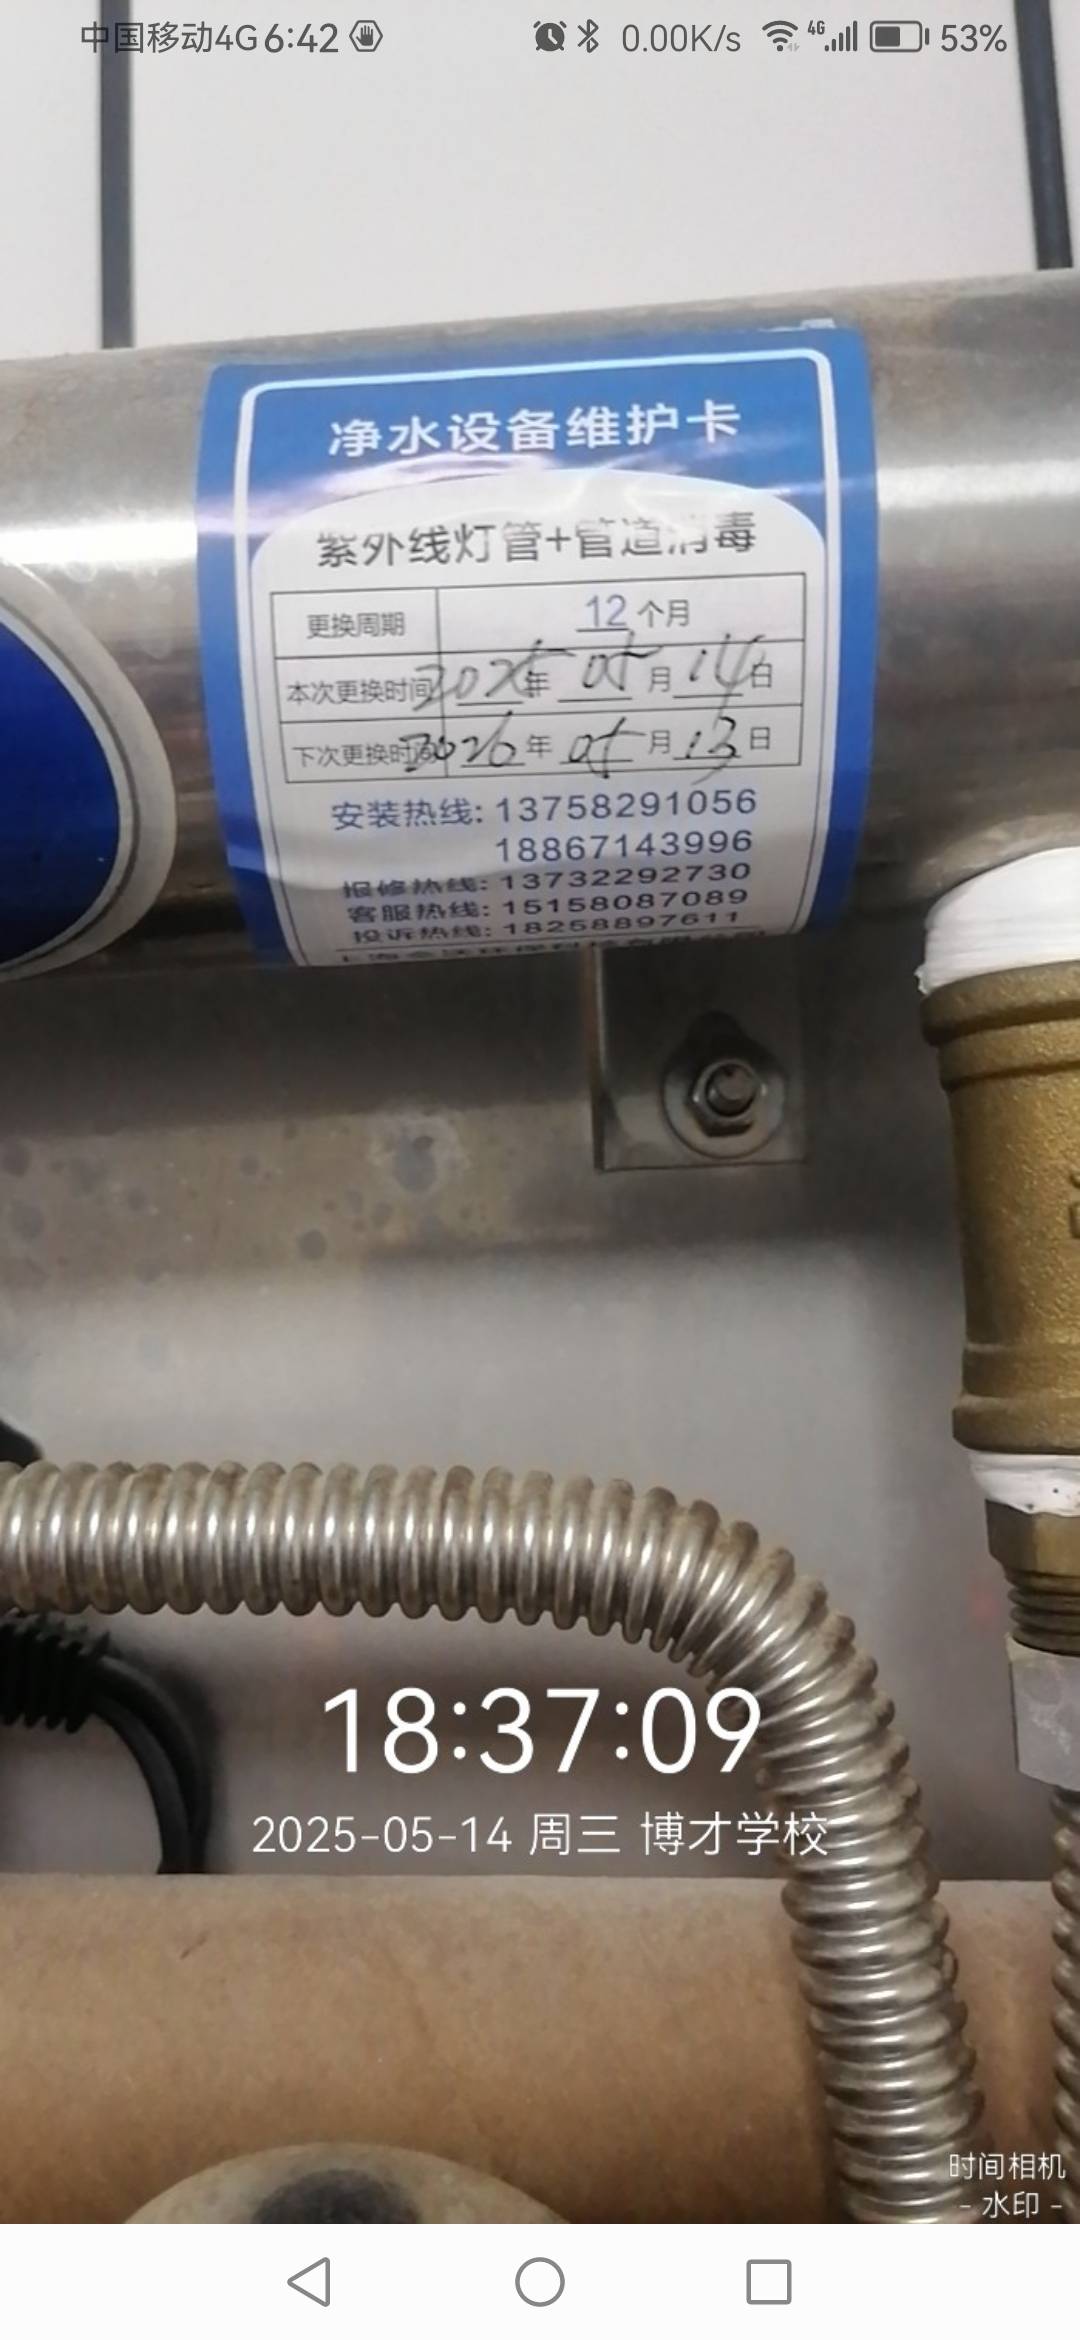 中国移动4G 6:42 0.00K/s 4G 53%
净水设备维护卡
紫外线灯管+管道消毒
更换周期 12 个月
本次更换时间 2025 年 05 月 14 日
下次更换时间 2026 年 05 月 13 日
安装热线: 13758291056
18867143996
报修热线: 13732292730
客服热线: 15158087089
投诉热线: 18258897611
18:37:09
2025-05-14 周三 博才学校
时间相机
- 水印 -